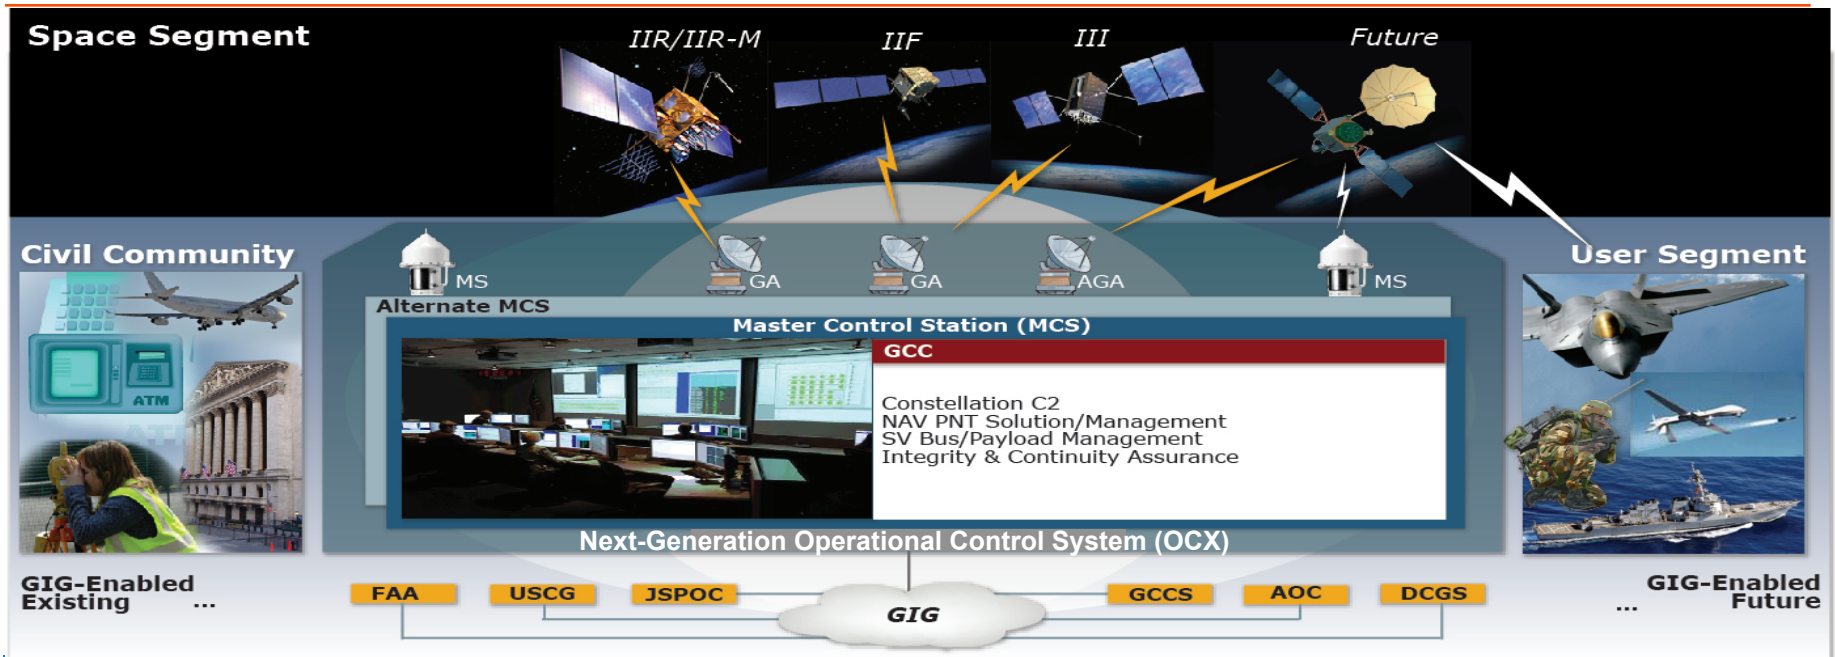 Space Segment
IIR/IIR-M
IIF
III
Future
Civil Community
User Segment
MS
GA
GA
AGA
MS
Alternate MCS
Master Control Station (MCS)
GCC
Constellation C2
NAV PNT Solution/Management
SV Bus/Payload Management
Integrity & Continuity Assurance
ATM
Next-Generation Operational Control System (OCX)
GIG-Enabled
Existing ...
FAA
USCG
JSPOC
GIG
GCCS
AOC
DCGS
GIG-Enabled
... Future